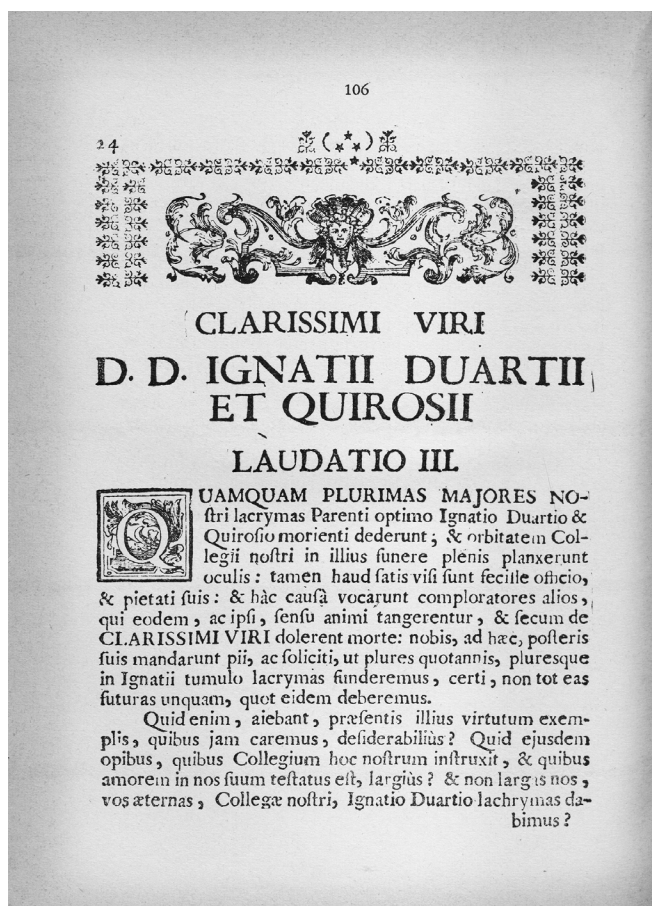 106
24
(***)
CLARISSIMI VIRI
D. D. IGNATII DUARTII
ET QUIROSII
LAUDATIO III.
QUAMQUAM PLURIMAS MAJORES NO-
ſtri lacrymas Parenti optimo Ignatio Duartio &
Quiroſio morienti dederunt; & orbitatem Col-
legii noſtri in illius funere plenis planxerunt
oculis: tamen haud ſatis viſi ſunt feciſſe officio,
& pietati ſuis: & hàc cauſâ vocarunt comploratores alios,
qui eodem, ac ipſi, ſenſu animi tangerentur, & ſecum de
CLARISSIMI VIRI dolerent morte: nobis, ad hæc, poſteris
ſuis mandarunt pii, ac ſoliciti, ut plures quotannis, plureſque
in Ignatii tumulo lacrymas funderemus, certi, non tot eas
futuras unquam, quot eidem deberemus.
Quid enim, aiebant, præſentis illius virtutum exem-
plis, quibus jam caremus, deſiderabiliùs? Quid ejusdem
opibus, quibus Collegium hoc noſtrum inſtruxit, & quibus
amorem in nos ſuum teſtatus eſt, largiùs? & non largas nos,
vos æternas, Collegæ noſtri, Ignatio Duartio lachrymas da-
bimus?